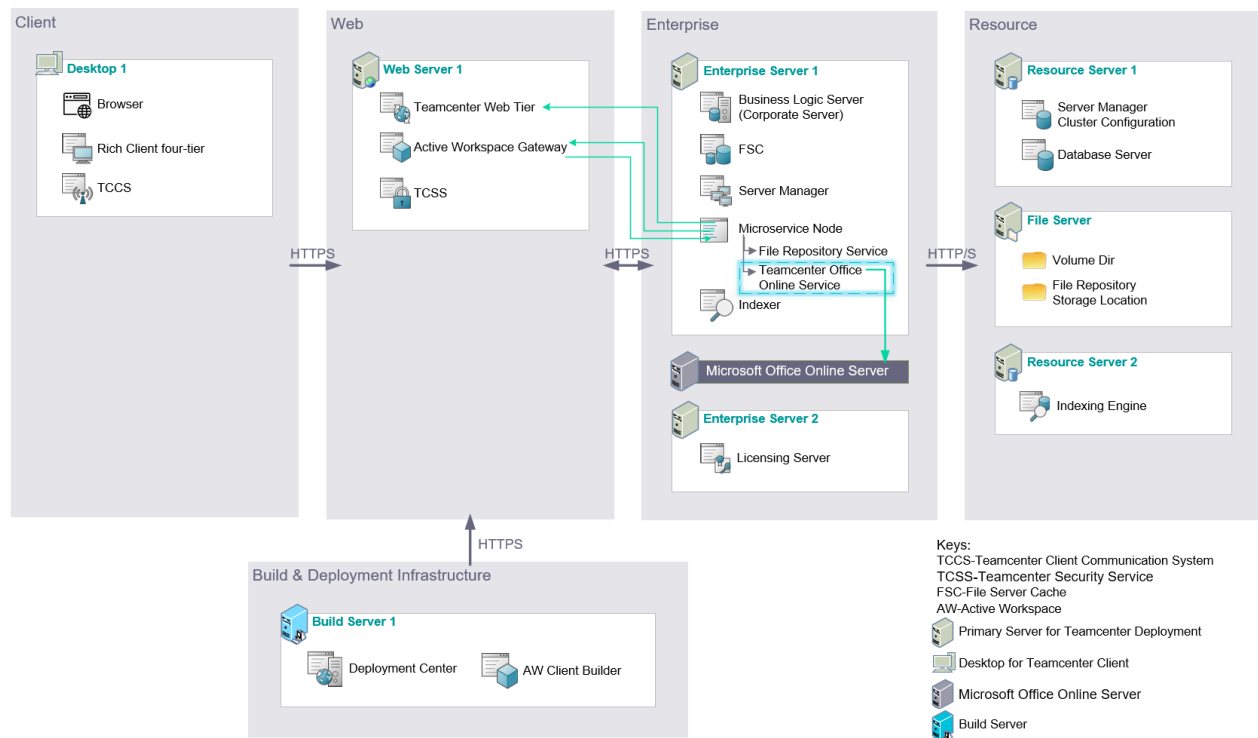 Client
Desktop 1
Browser
Rich Client four-tier
TCCS
HTTPS
Web
Web Server 1
Teamcenter Web Tier
Active Workspace Gateway
TCSS
HTTPS
Enterprise
Enterprise Server 1
Business Logic Server
(Corporate Server)
FSC
Server Manager
Microservice Node
File Repository Service
Teamcenter Office
Online Service
Indexer
Microsoft Office Online Server
Enterprise Server 2
Licensing Server
HTTP/S
Resource
Resource Server 1
Server Manager
Cluster Configuration
Database Server
File Server
Volume Dir
File Repository
Storage Location
Resource Server 2
Indexing Engine
HTTPS
Build & Deployment Infrastructure
Build Server 1
Deployment Center
AW Client Builder
Keys:
TCCS-Teamcenter Client Communication System
TCSS-Teamcenter Security Service
FSC-File Server Cache
AW-Active Workspace
Primary Server for Teamcenter Deployment
Desktop for Teamcenter Client
Microsoft Office Online Server
Build Server